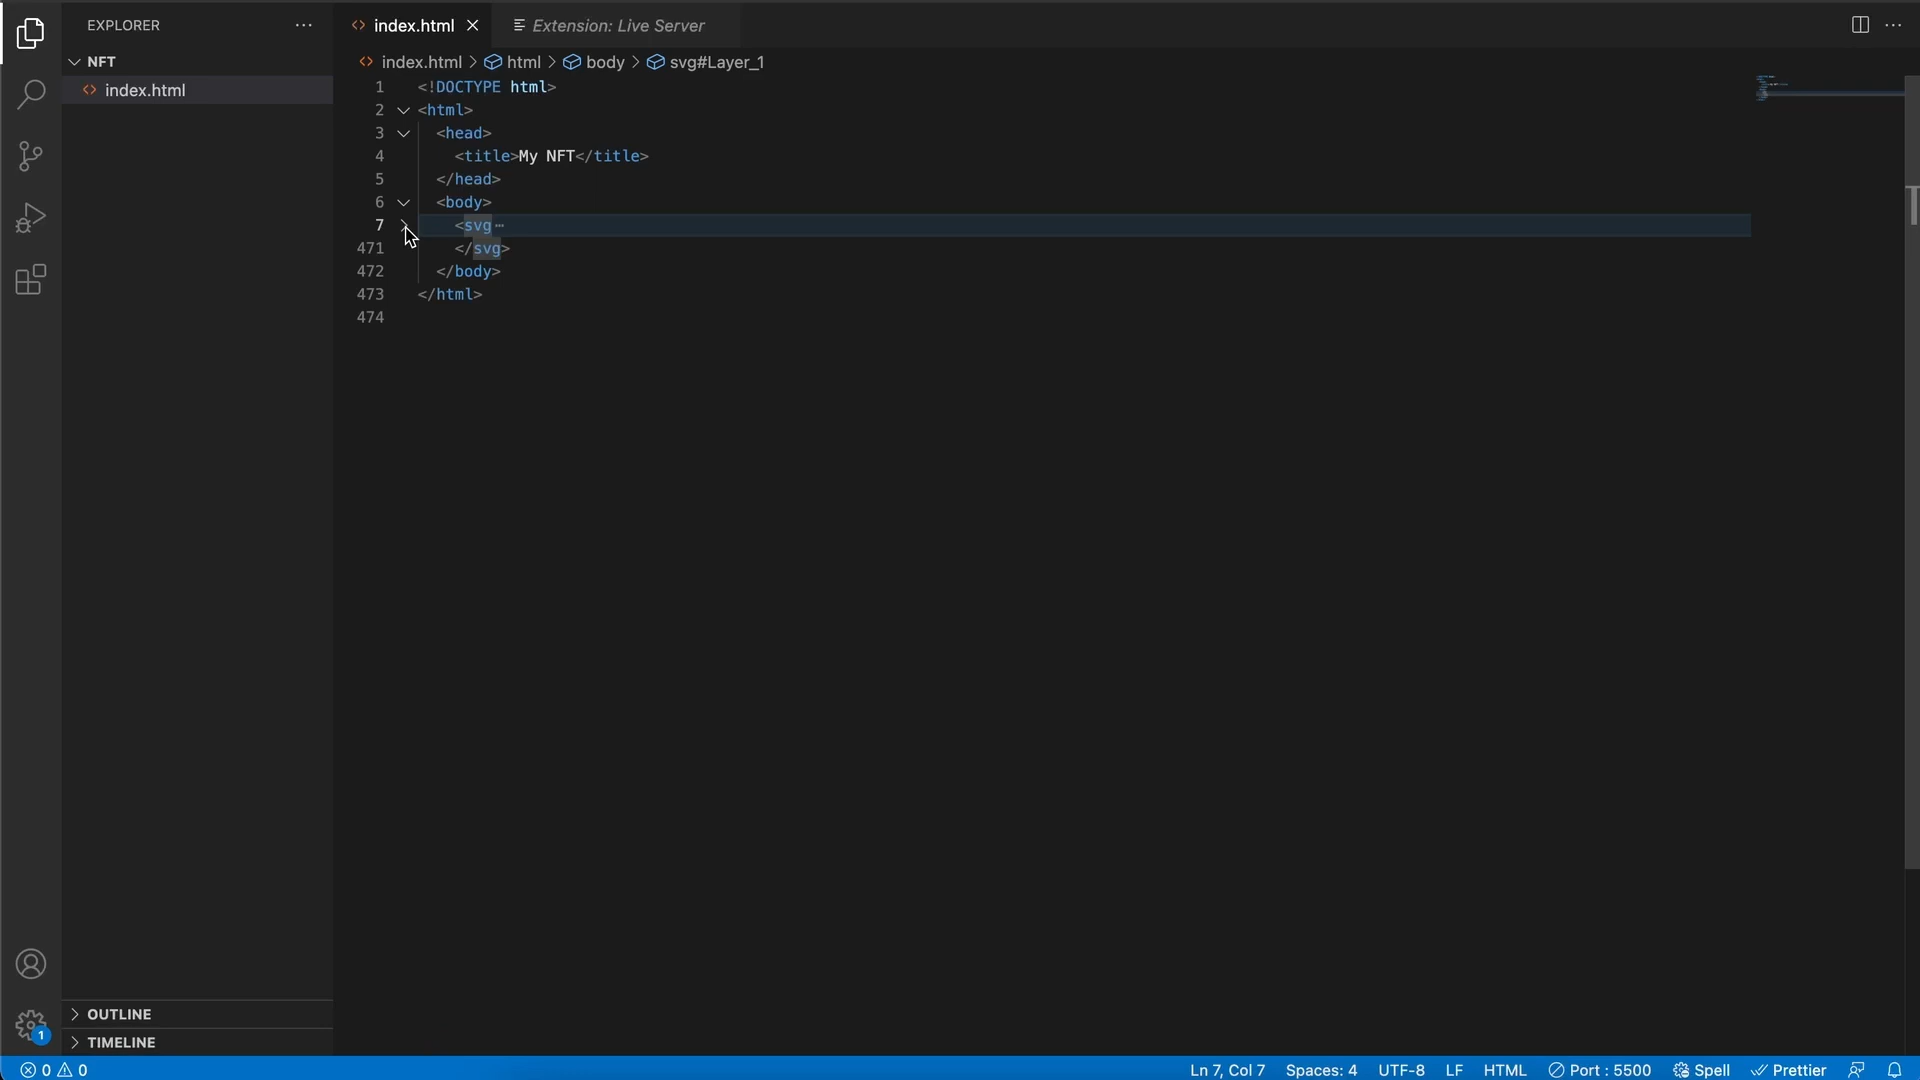 EXPLORER
NFT
index.html
OUTLINE
TIMELINE
index.html
Extension: Live Server
index.html > html > body > svg#Layer_1
1 <!DOCTYPE html>
2 <html>
3 <head>
4 <title>My NFT</title>
5 </head>
6 <body>
7 <svg ⋯
471 </svg>
472 </body>
473 </html>
474
1
0 0
Ln 7, Col 7 Spaces: 4 UTF-8 LF HTML Port : 5500 Spell Prettier